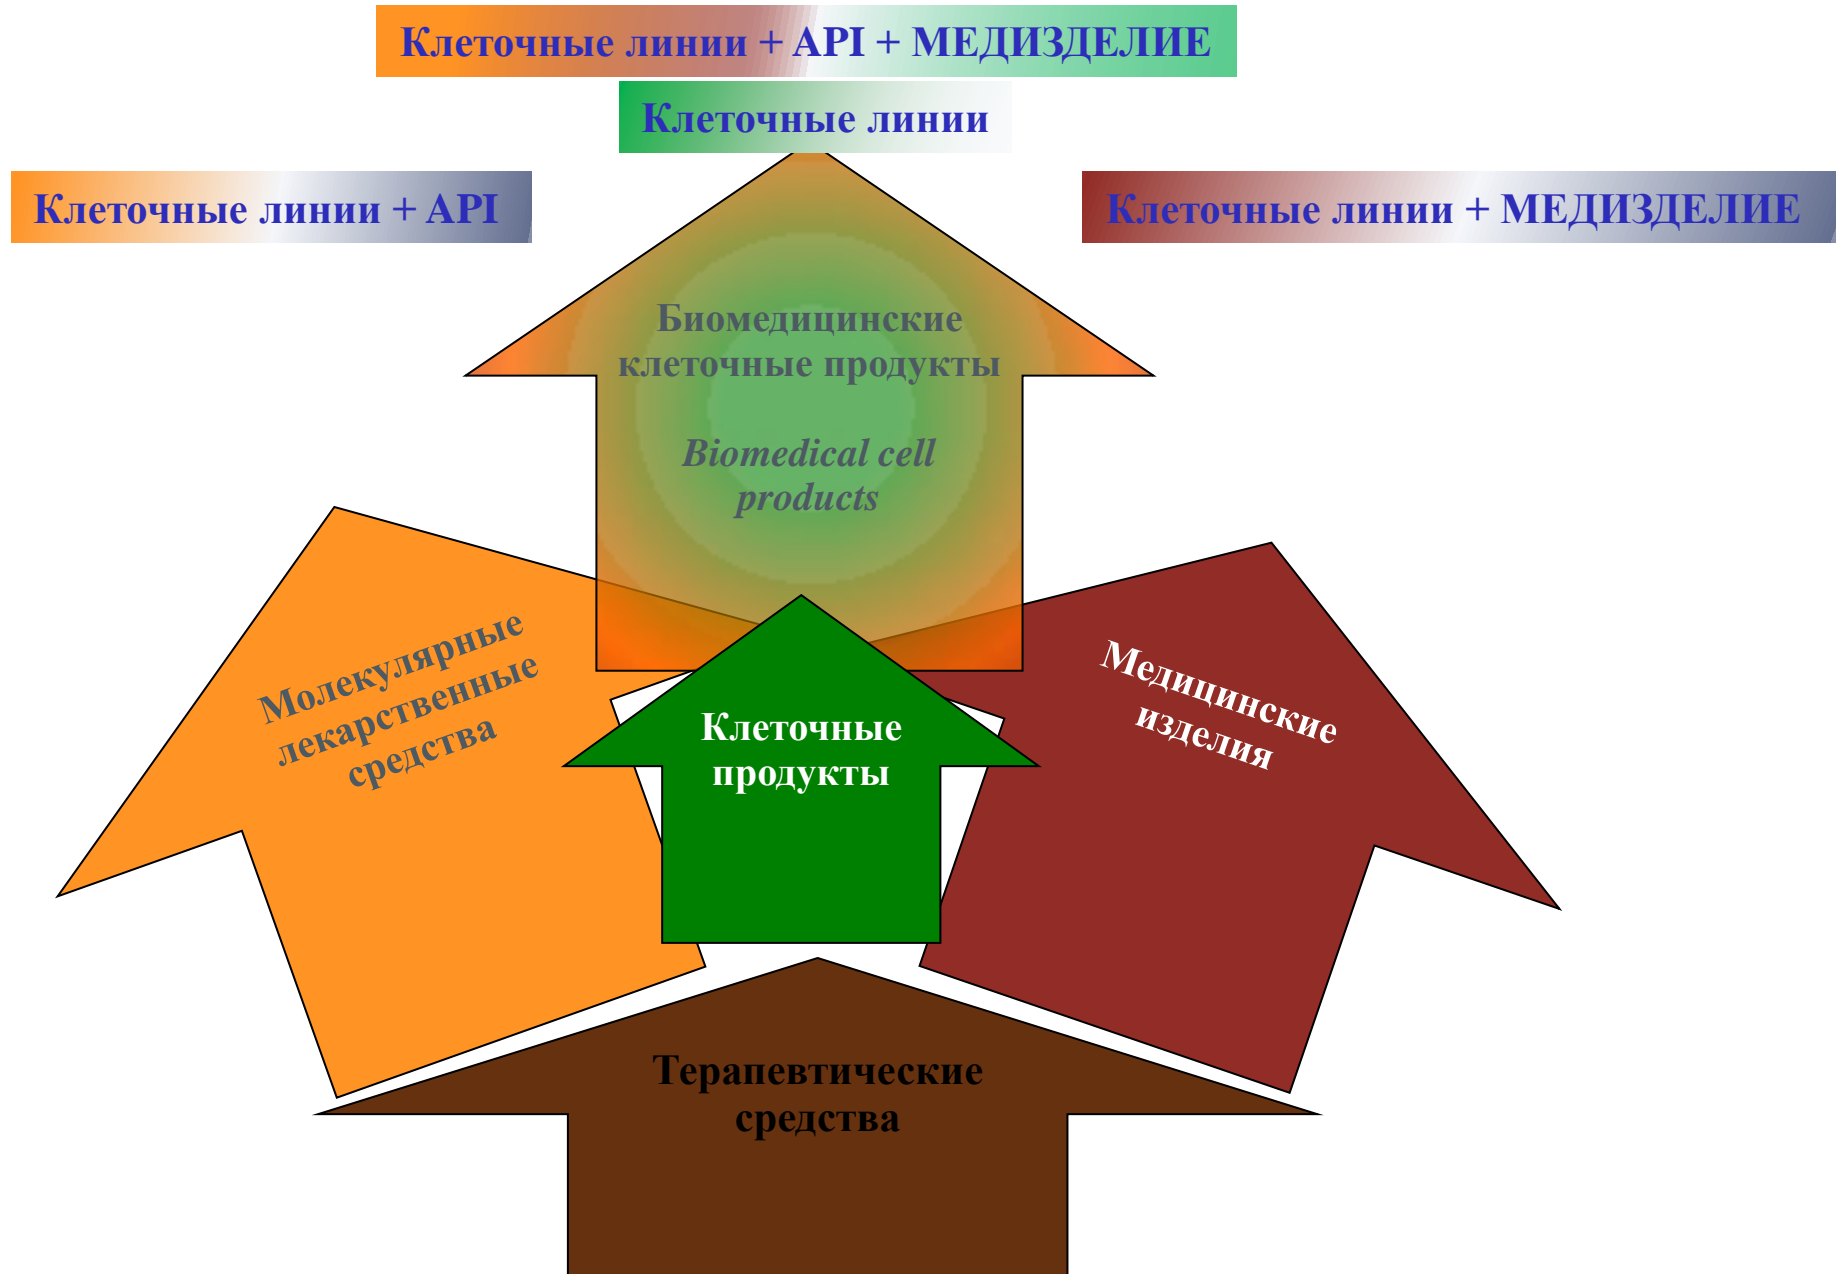 Клеточные линии + API + МЕДИЗДЕЛИЕ
Клеточные линии
Клеточные линии + API
Клеточные линии + МЕДИЗДЕЛИЕ
Биомедицинские
клеточные продукты
Biomedical cell
products
Молекулярные
лекарственные
средства
Клеточные
продукты
Медицинские
изделия
Терапевтические
средства